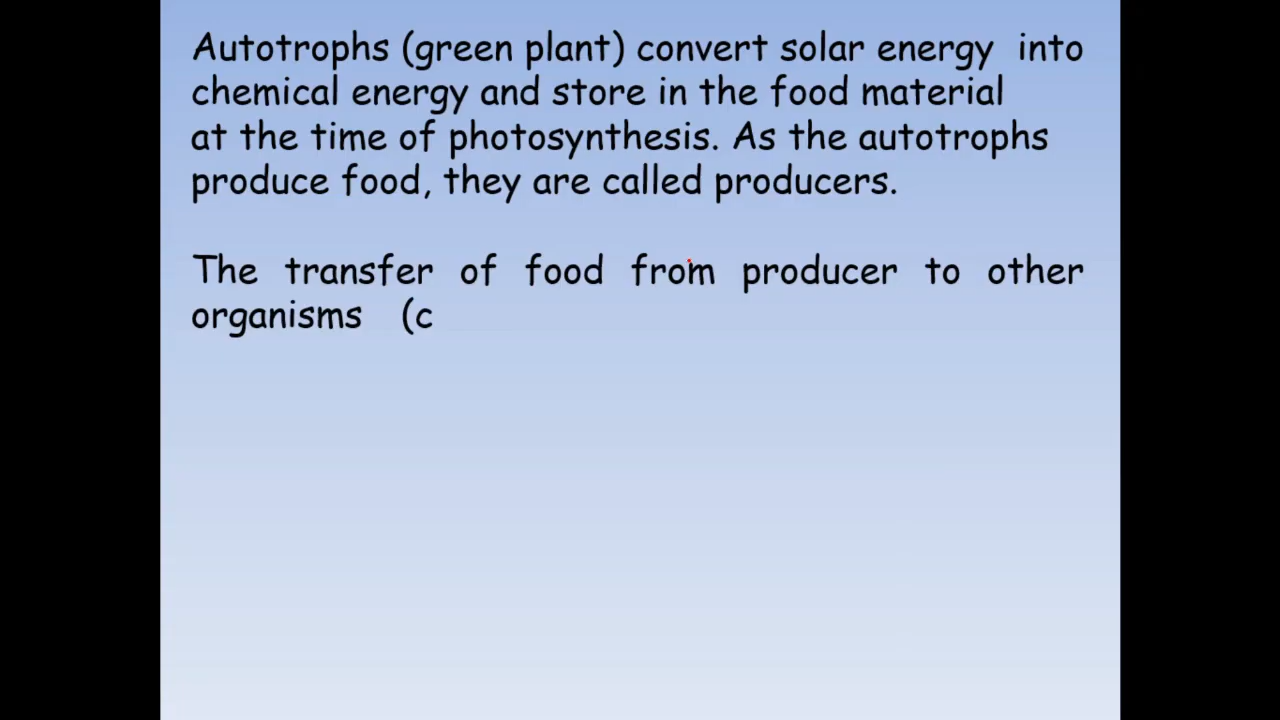 Autotrophs (green plant) convert solar energy into
chemical energy and store in the food material
at the time of photosynthesis. As the autotrophs
produce food, they are called producers.
The transfer of food from producer to other
organisms (c